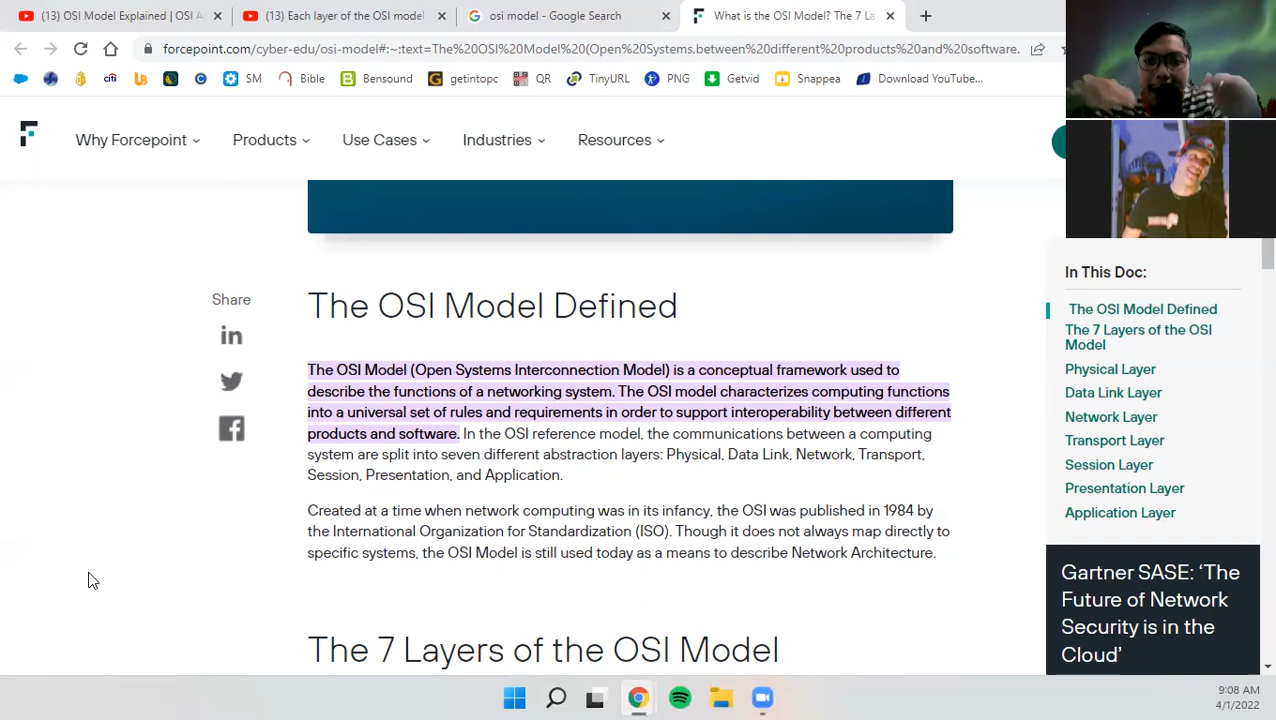 (13) OSI Model Explained | OSI A
(13) Each layer of the OSI model
osi model - Google Search
What is the OSI Model? The 7 La
forcepoint.com/cyber-edu/osi-model#:~:text=The%20OSI%20Model%20(Open%20Systems,between%20different%20products%20and%20software.
citi
SM
Bible
Bensound
getintopc
QR
TinyURL
PNG
Getvid
Snappea
Download YouTube...
Why Forcepoint
Products
Use Cases
Industries
Resources
Share
The OSI Model Defined
The OSI Model (Open Systems Interconnection Model) is a conceptual framework used to
describe the functions of a networking system. The OSI model characterizes computing functions
into a universal set of rules and requirements in order to support interoperability between different
products and software. In the OSI reference model, the communications between a computing
system are split into seven different abstraction layers: Physical, Data Link, Network, Transport,
Session, Presentation, and Application.
Created at a time when network computing was in its infancy, the OSI was published in 1984 by
the International Organization for Standardization (ISO). Though it does not always map directly to
specific systems, the OSI Model is still used today as a means to describe Network Architecture.
The 7 Layers of the OSI Model
In This Doc:
The OSI Model Defined
The 7 Layers of the OSI
Model
Physical Layer
Data Link Layer
Network Layer
Transport Layer
Session Layer
Presentation Layer
Application Layer
Gartner SASE: ‘The
Future of Network
Security is in the
Cloud’
9:08 AM
4/1/2022